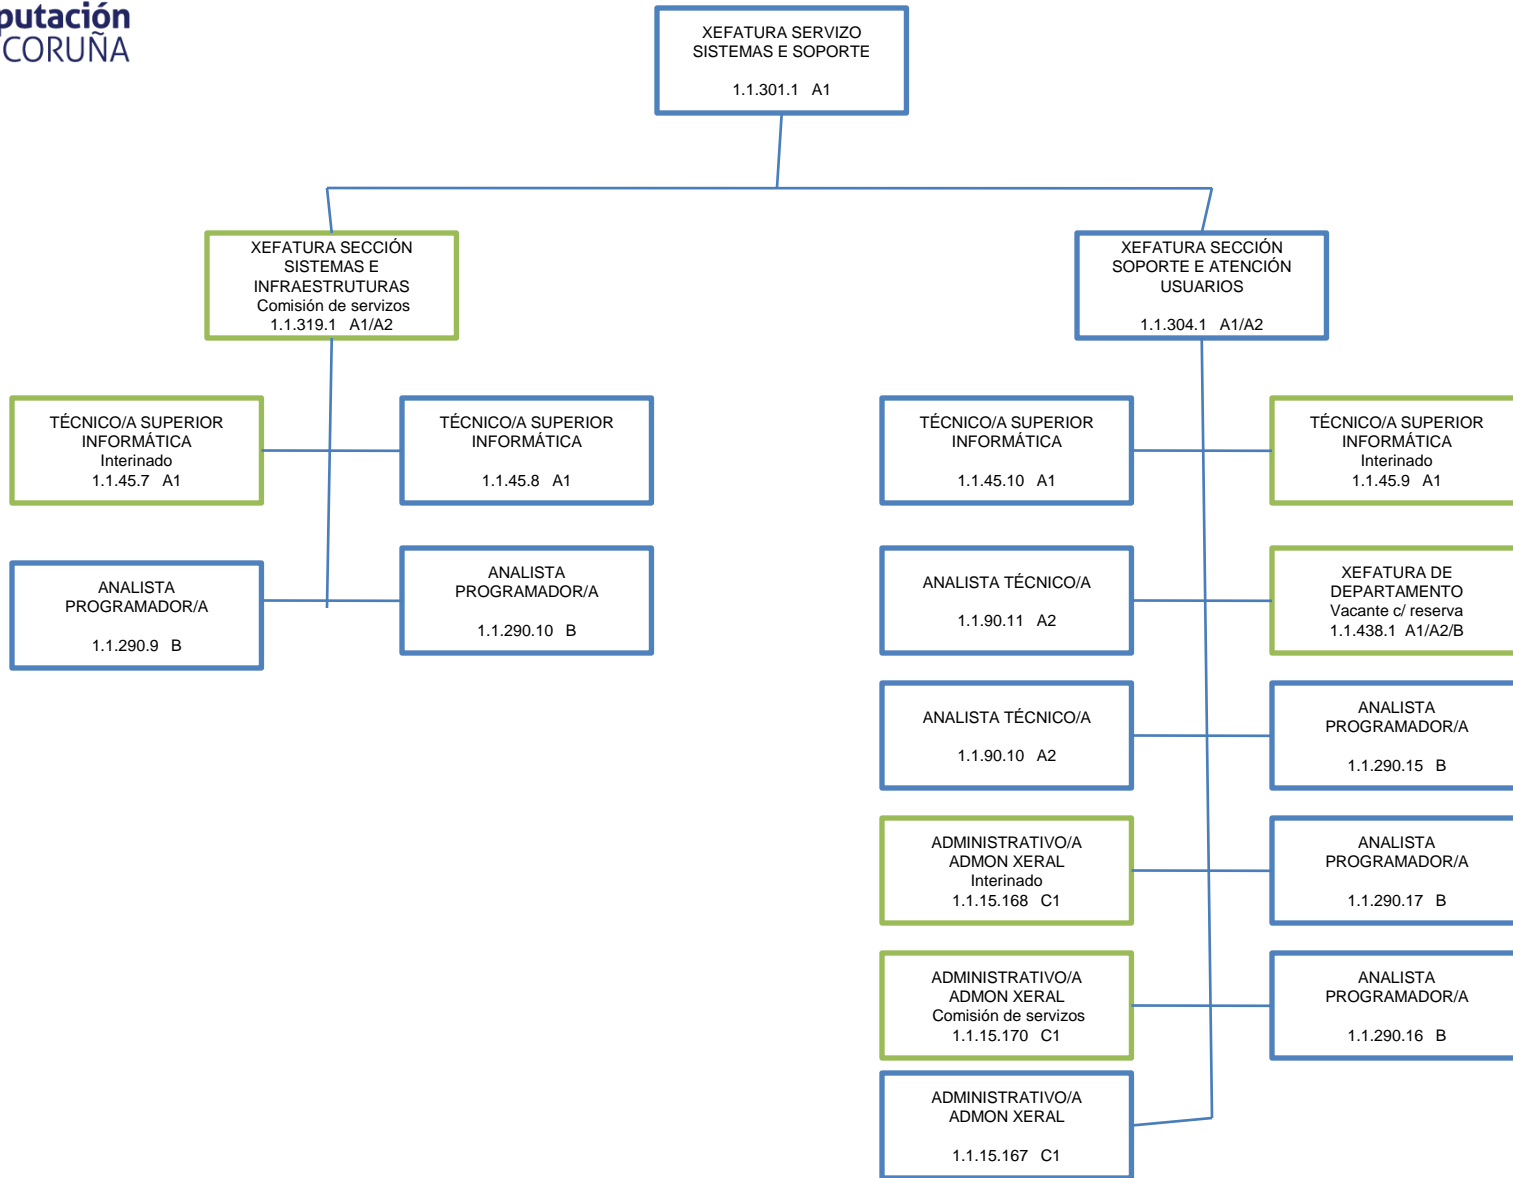 putación
CORUÑA
XEFATURA SERVIZO
SISTEMAS E SOPORTE
1.1.301.1 A1
XEFATURA SECCIÓN
SISTEMAS E
INFRAESTRUTURAS
Comisión de servizos
1.1.319.1 A1/A2
XEFATURA SECCIÓN
SOPORTE E ATENCIÓN
USUARIOS
1.1.304.1 A1/A2
TÉCNICO/A SUPERIOR
INFORMÁTICA
Interinado
1.1.45.7 A1
TÉCNICO/A SUPERIOR
INFORMÁTICA
1.1.45.8 A1
TÉCNICO/A SUPERIOR
INFORMÁTICA
1.1.45.10 A1
TÉCNICO/A SUPERIOR
INFORMÁTICA
Interinado
1.1.45.9 A1
ANALISTA
PROGRAMADOR/A
1.1.290.9 B
ANALISTA
PROGRAMADOR/A
1.1.290.10 B
ANALISTA TÉCNICO/A
1.1.90.11 A2
XEFATURA DE
DEPARTAMENTO
Vacante c/ reserva
1.1.438.1 A1/A2/B
ANALISTA TÉCNICO/A
1.1.90.10 A2
ANALISTA
PROGRAMADOR/A
1.1.290.15 B
ADMINISTRATIVO/A
ADMON XERAL
Interinado
1.1.15.168 C1
ANALISTA
PROGRAMADOR/A
1.1.290.17 B
ADMINISTRATIVO/A
ADMON XERAL
Comisión de servizos
1.1.15.170 C1
ANALISTA
PROGRAMADOR/A
1.1.290.16 B
ADMINISTRATIVO/A
ADMON XERAL
1.1.15.167 C1